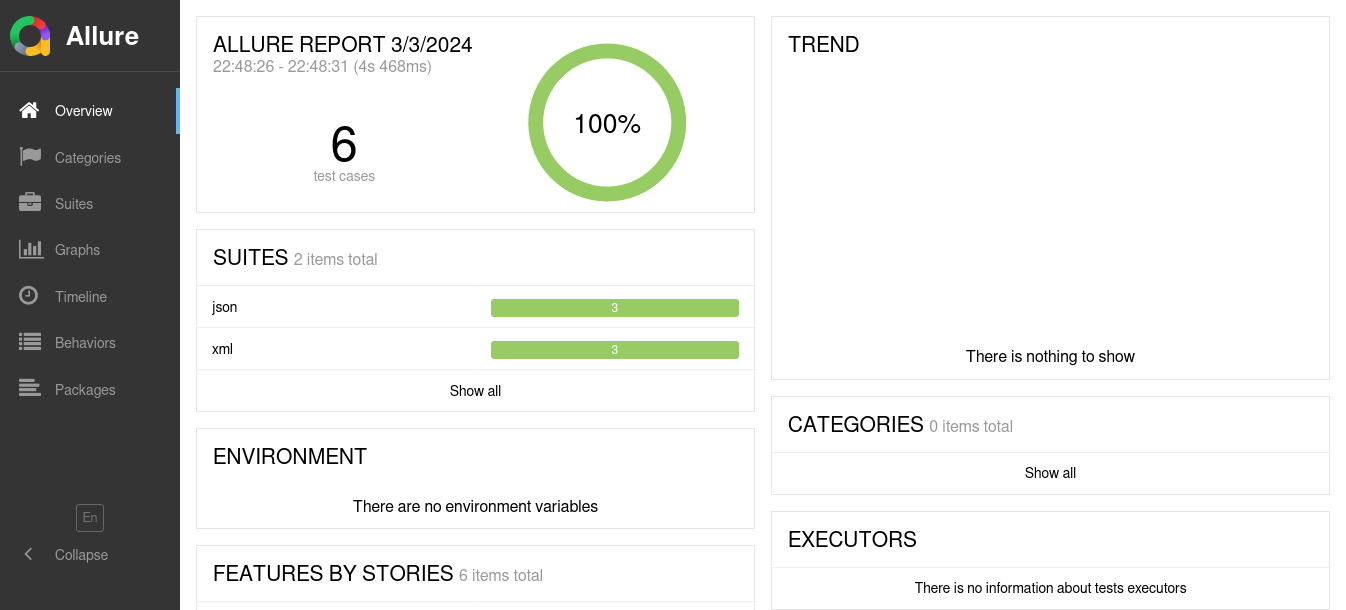 Allure
Overview
Categories
Suites
Graphs
Timeline
Behaviors
Packages
En
Collapse
ALLURE REPORT 3/3/2024
22:48:26 - 22:48:31 (4s 468ms)
6
test cases
100%
SUITES 2 items total
json 3
xml 3
Show all
ENVIRONMENT
There are no environment variables
FEATURES BY STORIES 6 items total
TREND
There is nothing to show
CATEGORIES 0 items total
Show all
EXECUTORS
There is no information about tests executors